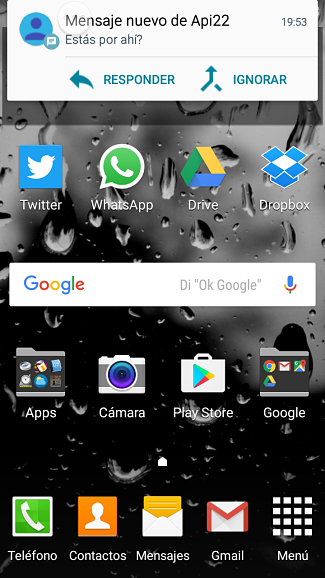 Mensaje nuevo de Api22
19:53
Estás por ahí?
RESPONDER
IGNORAR
Twitter
WhatsApp
Drive
Dropbox
Google
Di "Ok Google"
Apps
Cámara
Play Store
Google
Teléfono
Contactos
Mensajes
Gmail
Menú